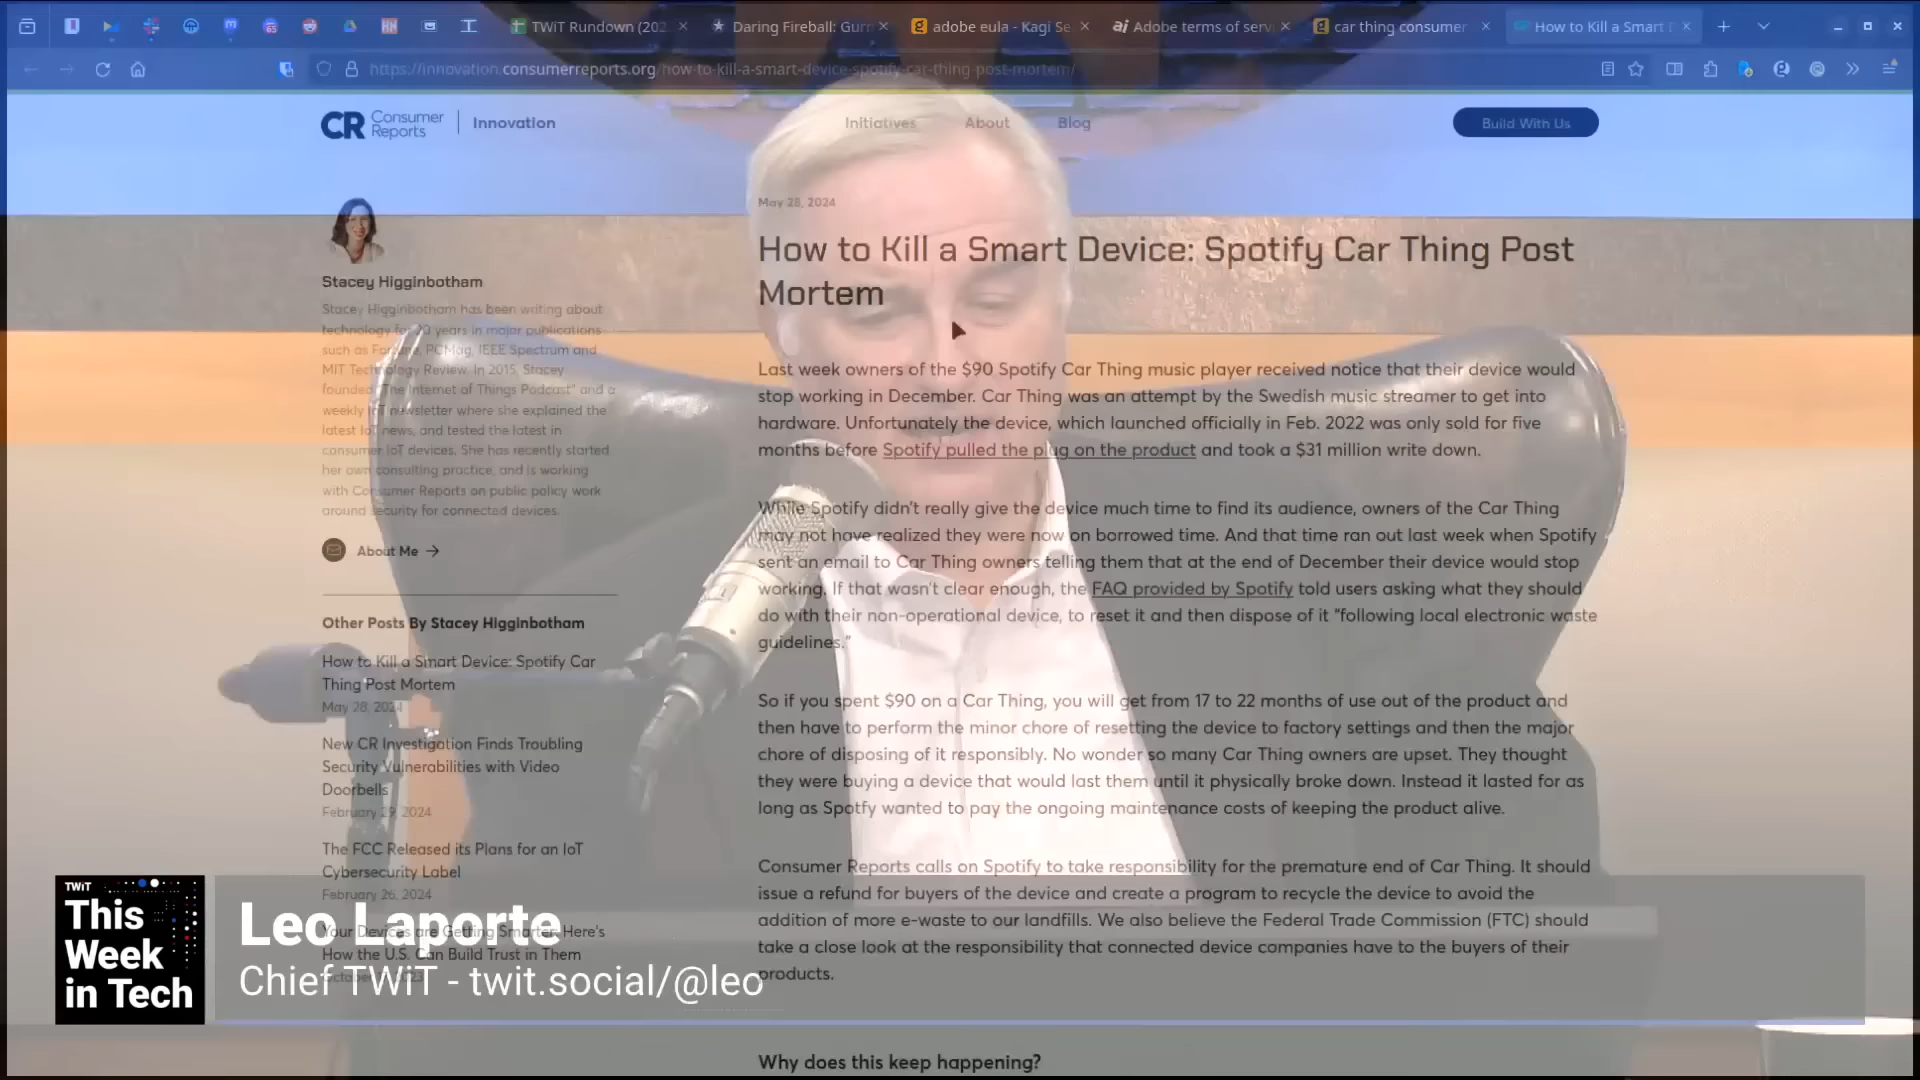 TWiT Rundown (202
Daring Fireball: Gurn
adobe eula - Kagi Se
Adobe terms of servi
car thing consumer
How to Kill a Smart D
https://innovation.consumerreports.org/how-to-kill-a-smart-device-spotify-car-thing-post-mortem/
CR Consumer Reports
Innovation
Initiatives
About
Blog
Build With Us
Stacey Higginbotham
Stacey Higginbotham has been writing about
technology for 20 years in major publications
such as Fortune, PCMag, IEEE Spectrum and
MIT Technology Review. In 2015, Stacey
founded "The Internet of Things Podcast" and a
weekly IoT newsletter where she explained the
latest IoT news, and tested the latest in
consumer IoT devices. She has recently started
her own consulting practice, and is working
with Consumer Reports on public policy work
around security for connected devices.
About Me →
Other Posts By Stacey Higginbotham
How to Kill a Smart Device: Spotify Car
Thing Post Mortem
May 28, 2024
New CR Investigation Finds Troubling
Security Vulnerabilities with Video
Doorbells
February 29, 2024
The FCC Released its Plans for an IoT
Cybersecurity Label
February 26, 2024
Your Devices are Getting Smarter. Here's
How the U.S. Can Build Trust in Them
May 28, 2024
How to Kill a Smart Device: Spotify Car Thing Post
Mortem
Last week owners of the $90 Spotify Car Thing music player received notice that their device would
stop working in December. Car Thing was an attempt by the Swedish music streamer to get into
hardware. Unfortunately the device, which launched officially in Feb. 2022 was only sold for five
months before Spotify pulled the plug on the product and took a $31 million write down.
While Spotify didn't really give the device much time to find its audience, owners of the Car Thing
may not have realized they were now on borrowed time. And that time ran out last week when Spotify
sent an email to Car Thing owners telling them that at the end of December their device would stop
working. If that wasn't clear enough, the FAQ provided by Spotify told users asking what they should
do with their non-operational device, to reset it and then dispose of it "following local electronic waste
guidelines."
So if you spent $90 on a Car Thing, you will get from 17 to 22 months of use out of the product and
then have to perform the minor chore of resetting the device to factory settings and then the major
chore of disposing of it responsibly. No wonder so many Car Thing owners are upset. They thought
they were buying a device that would last them until it physically broke down. Instead it lasted for as
long as Spotfy wanted to pay the ongoing maintenance costs of keeping the product alive.
Consumer Reports calls on Spotify to take responsibility for the premature end of Car Thing. It should
issue a refund for buyers of the device and create a program to recycle the device to avoid the
addition of more e-waste to our landfills. We also believe the Federal Trade Commission (FTC) should
take a close look at the responsibility that connected device companies have to the buyers of their
products.
Why does this keep happening?
TWiT
This
Week
in Tech
Leo Laporte
Chief TWiT - twit.social/@leo